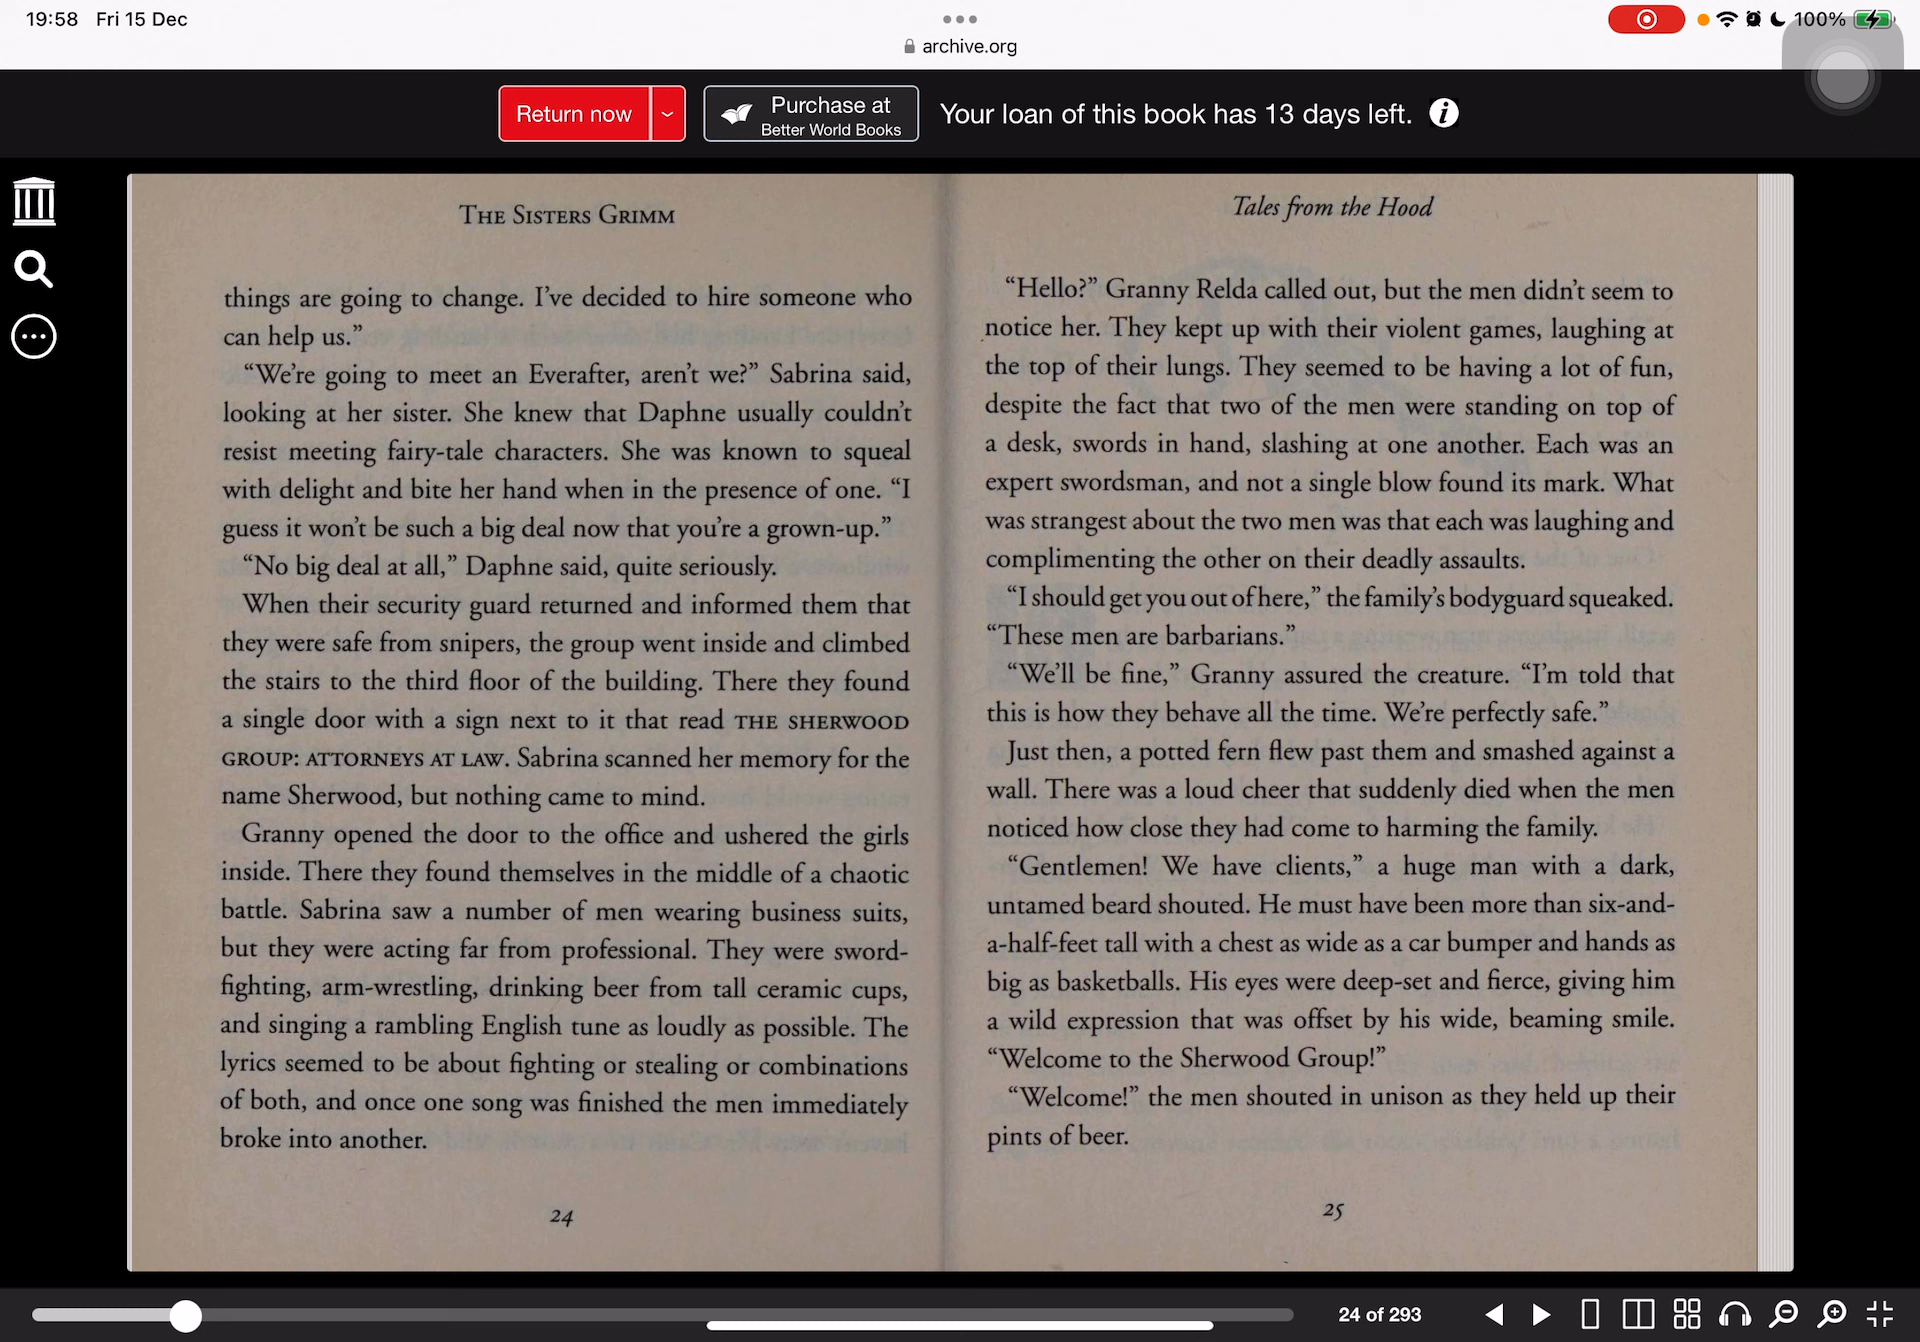 19:58 Fri 15 Dec
100%
archive.org
Return now
Purchase at
Better World Books
Your loan of this book has 13 days left.
THE SISTERS GRIMM
things are going to change. I’ve decided to hire someone who
can help us.”
“We’re going to meet an Everafter, aren’t we?” Sabrina said,
looking at her sister. She knew that Daphne usually couldn’t
resist meeting fairy-tale characters. She was known to squeal
with delight and bite her hand when in the presence of one. “I
guess it won’t be such a big deal now that you’re a grown-up.”
“No big deal at all,” Daphne said, quite seriously.
When their security guard returned and informed them that
they were safe from snipers, the group went inside and climbed
the stairs to the third floor of the building. There they found
a single door with a sign next to it that read THE SHERWOOD
GROUP: ATTORNEYS AT LAW. Sabrina scanned her memory for the
name Sherwood, but nothing came to mind.
Granny opened the door to the office and ushered the girls
inside. There they found themselves in the middle of a chaotic
battle. Sabrina saw a number of men wearing business suits,
but they were acting far from professional. They were sword-
fighting, arm-wrestling, drinking beer from tall ceramic cups,
and singing a rambling English tune as loudly as possible. The
lyrics seemed to be about fighting or stealing or combinations
of both, and once one song was finished the men immediately
broke into another.
24
Tales from the Hood
“Hello?” Granny Relda called out, but the men didn’t seem to
notice her. They kept up with their violent games, laughing at
the top of their lungs. They seemed to be having a lot of fun,
despite the fact that two of the men were standing on top of
a desk, swords in hand, slashing at one another. Each was an
expert swordsman, and not a single blow found its mark. What
was strangest about the two men was that each was laughing and
complimenting the other on their deadly assaults.
“I should get you out of here,” the family’s bodyguard squeaked.
“These men are barbarians.”
“We’ll be fine,” Granny assured the creature. “I’m told that
this is how they behave all the time. We’re perfectly safe.”
Just then, a potted fern flew past them and smashed against a
wall. There was a loud cheer that suddenly died when the men
noticed how close they had come to harming the family.
“Gentlemen! We have clients,” a huge man with a dark,
untamed beard shouted. He must have been more than six-and-
a-half-feet tall with a chest as wide as a car bumper and hands as
big as basketballs. His eyes were deep-set and fierce, giving him
a wild expression that was offset by his wide, beaming smile.
“Welcome to the Sherwood Group!”
“Welcome!” the men shouted in unison as they held up their
pints of beer.
25
24 of 293